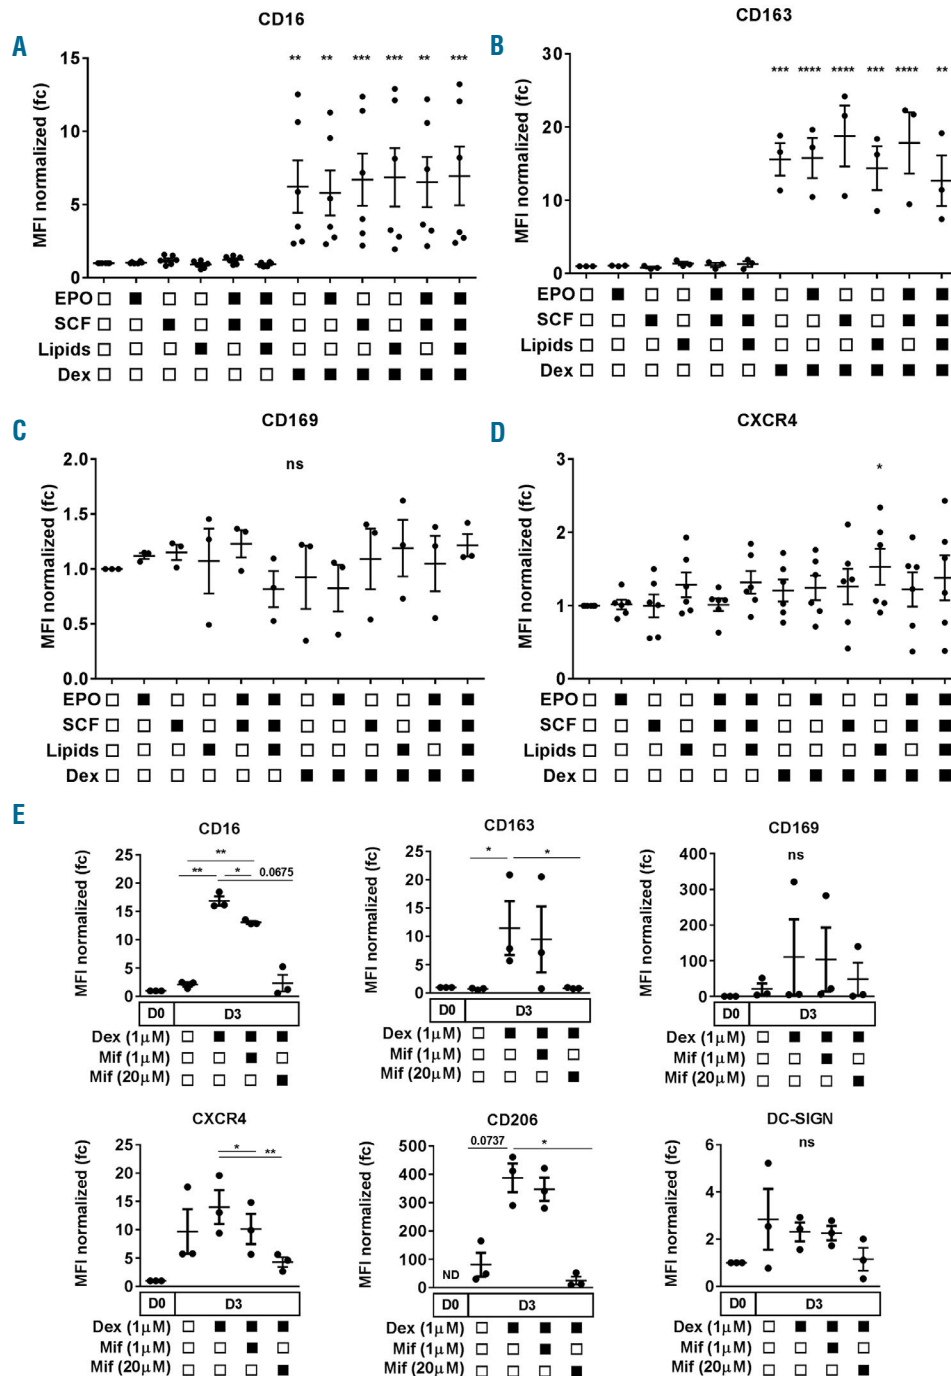 A
CD16
MFI normalized (fc)
15
10
5
0
** ** *** *** ** ***
EPO
SCF
Lipids
Dex
B
CD163
MFI normalized (fc)
30
20
10
0
*** **** **** *** **** **
EPO
SCF
Lipids
Dex
C
CD169
MFI normalized (fc)
2.0
1.5
1.0
0.5
0.0
ns
EPO
SCF
Lipids
Dex
D
CXCR4
MFI normalized (fc)
3
2
1
0
*
EPO
SCF
Lipids
Dex
E
CD16
MFI normalized (fc)
25
20
15
10
5
0
**
** * 0.0675
D0 D3
Dex (1μM)
Mif (1μM)
Mif (20μM)
CD163
MFI normalized (fc)
25
20
15
10
5
0
* *
D0 D3
Dex (1μM)
Mif (1μM)
Mif (20μM)
CD169
MFI normalized (fc)
400
300
200
100
0
ns
D0 D3
Dex (1μM)
Mif (1μM)
Mif (20μM)
CXCR4
MFI normalized (fc)
25
20
15
10
5
0
* **
D0 D3
Dex (1μM)
Mif (1μM)
Mif (20μM)
CD206
MFI normalized (fc)
500
400
300
200
100
0
0.0737 *
ND
D0 D3
Dex (1μM)
Mif (1μM)
Mif (20μM)
DC-SIGN
MFI normalized (fc)
6
4
2
0
ns
D0 D3
Dex (1μM)
Mif (1μM)
Mif (20μM)